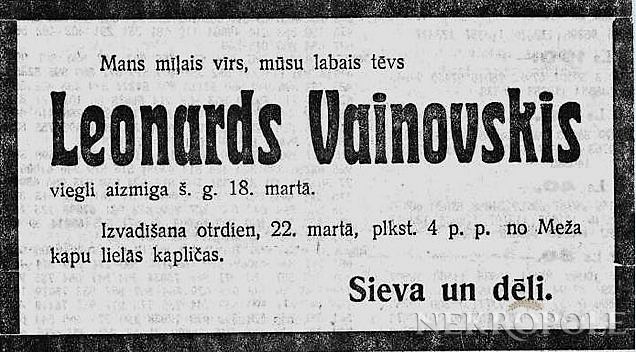 Mans mīļais vīrs, mūsu labais tēvs
Leonards Vainovskis
viegli aizmiga š. g. 18. martā.
Izvadīšana otrdien, 22. martā, plkst. 4 p. p. no Meža
kapu lielās kapličas.
Sieva un dēli.
NEKROPOLE